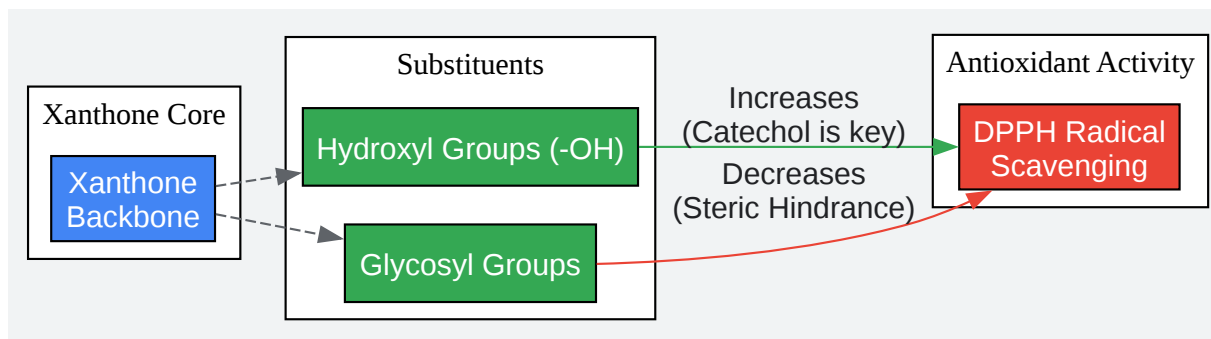 Xanthone Core
Xanthone
Backbone
Substituents
Hydroxyl Groups (-OH)
Glycosyl Groups
Increases
(Catechol is key)
Decreases
(Steric Hindrance)
Antioxidant Activity
DPPH Radical
Scavenging